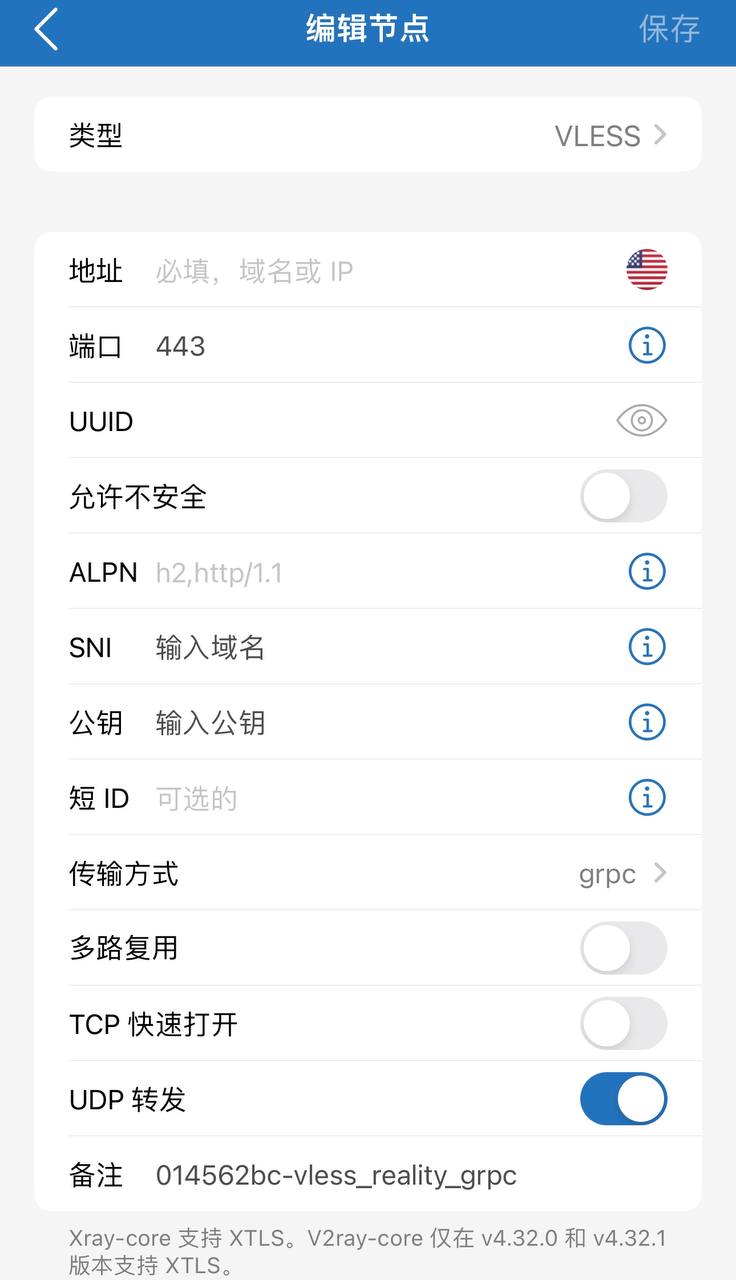 编辑节点
保存
类型 VLESS
地址 必填，域名或 IP
端口 443
UUID
允许不安全
ALPN h2,http/1.1
SNI 输入域名
公钥 输入公钥
短 ID 可选的
传输方式 grpc
多路复用
TCP 快速打开
UDP 转发
备注 014562bc-vless_reality_grpc
Xray-core 支持 XTLS。V2ray-core 仅在 v4.32.0 和 v4.32.1
版本支持 XTLS。